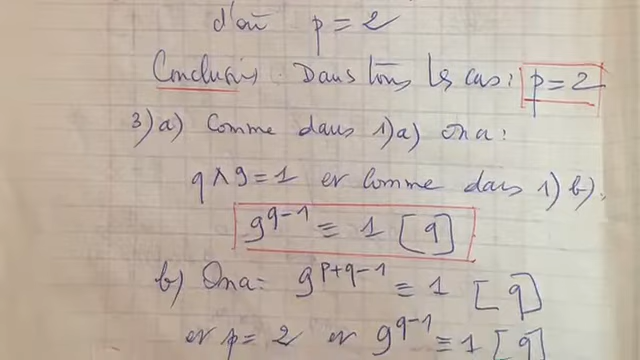 d'où p = 2
Conclusion : Dans tous les cas : p = 2
3) a) Comme dans 1) a) On a :
q ∧ 9 = 1 et comme dans 1) b) :
9^{q-1} ≡ 1 [q]
b) On a : 9^{p+q-1} ≡ 1 [q]
et p = 2 et 9^{q-1} ≡ 1 [q]